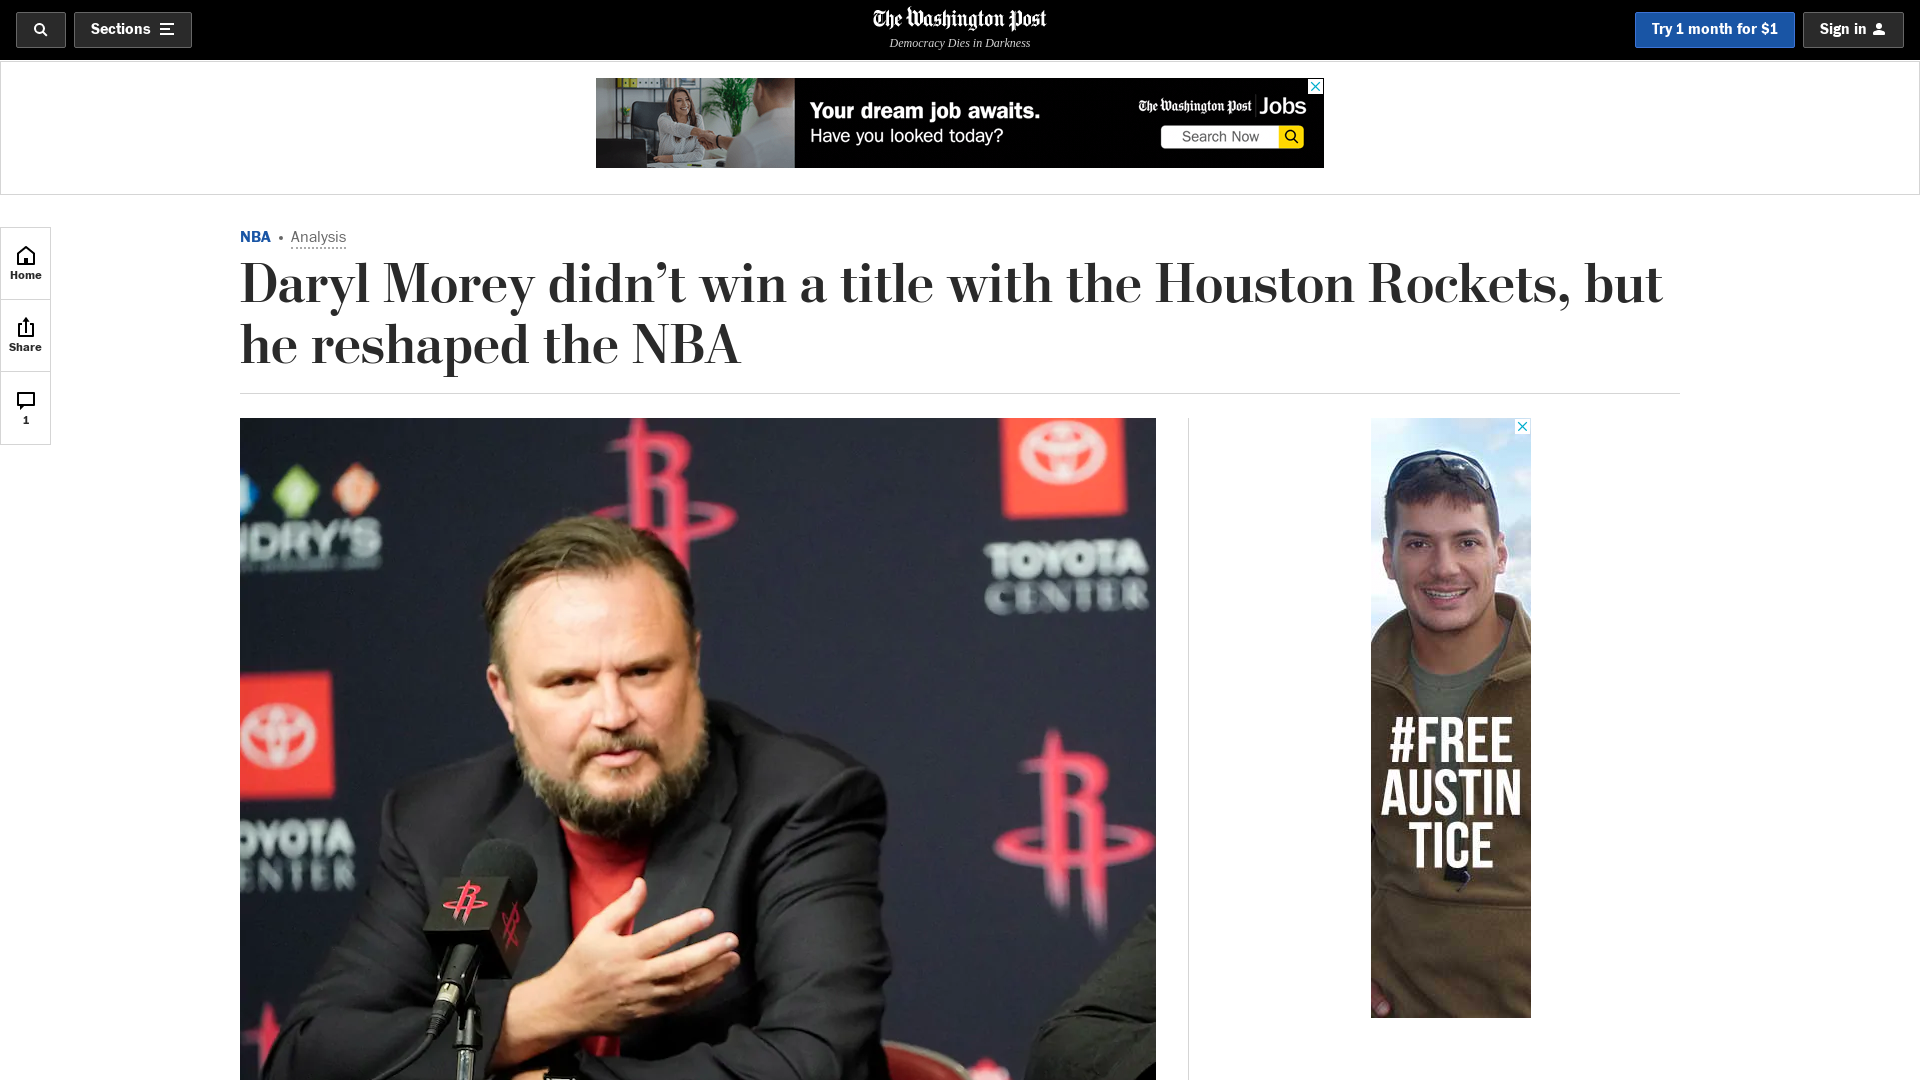 Sections
The Washington Post
Democracy Dies in Darkness
Try 1 month for $1
Sign in
Your dream job awaits.
Have you looked today?
The Washington Post Jobs
Search Now
Home
Share
1
NBA • Analysis
Daryl Morey didn’t win a title with the Houston Rockets, but
he reshaped the NBA
NDRY'S
TOYOTA
CENTER
OYOTA
ENTER
#FREE
AUSTIN
TICE